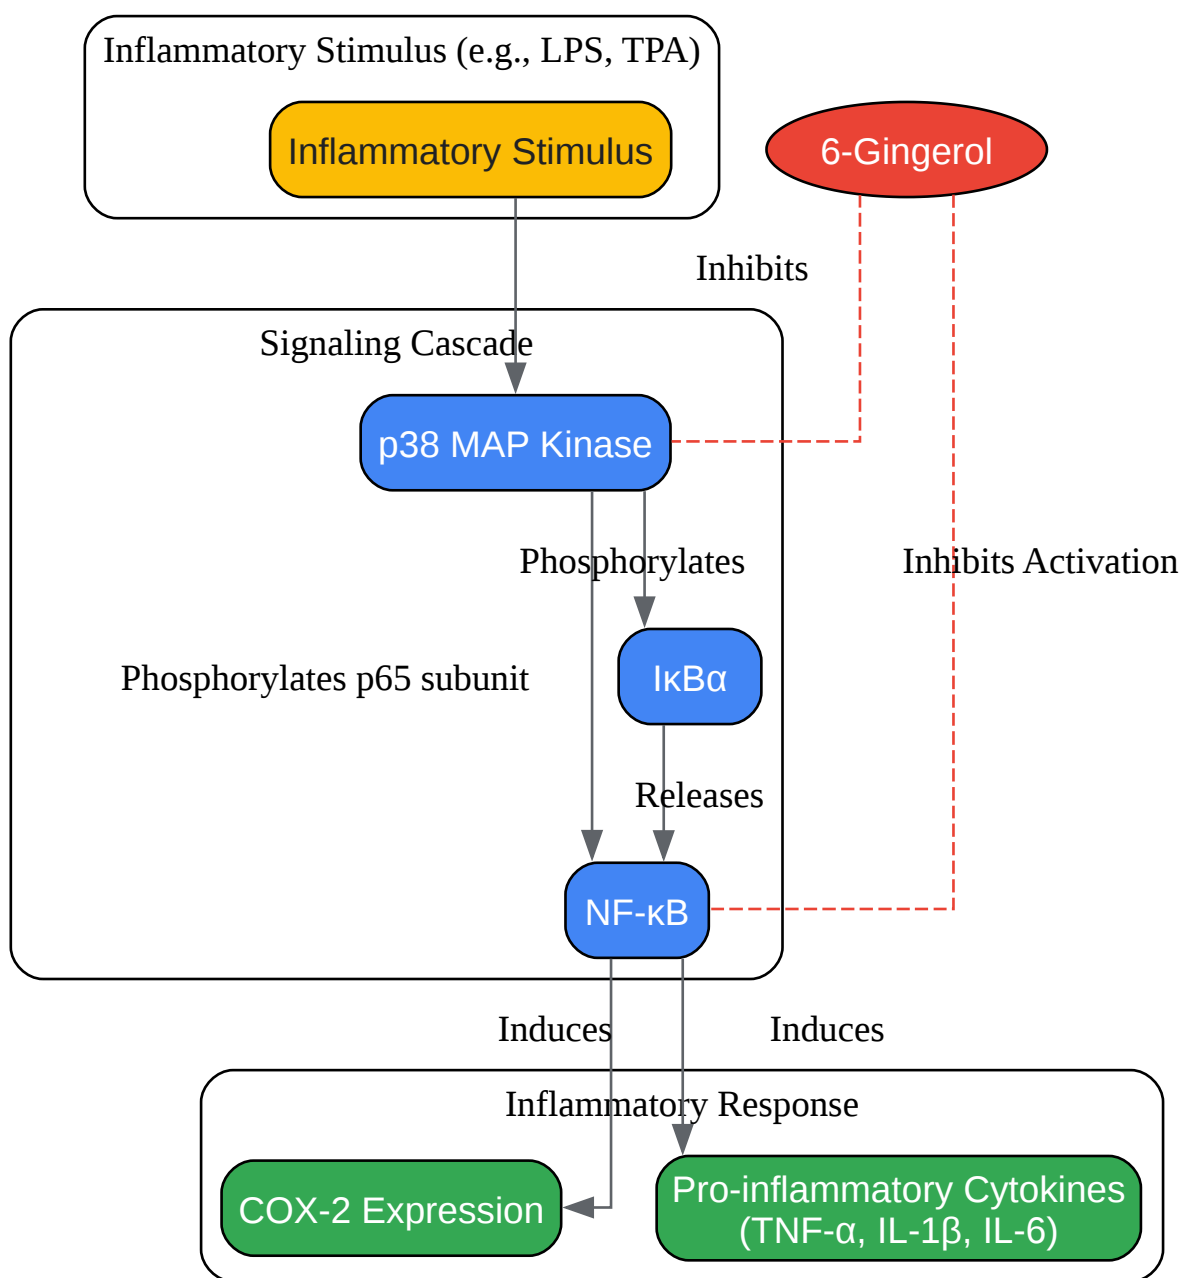 Inflammatory Stimulus (e.g., LPS, TPA)
Inflammatory Stimulus
6-Gingerol
Inhibits
Signaling Cascade
p38 MAP Kinase
Phosphorylates
Inhibits Activation
Phosphorylates p65 subunit
IκBα
Releases
NF-κB
Induces
Induces
Inflammatory Response
COX-2 Expression
Pro-inflammatory Cytokines
(TNF-α, IL-1β, IL-6)